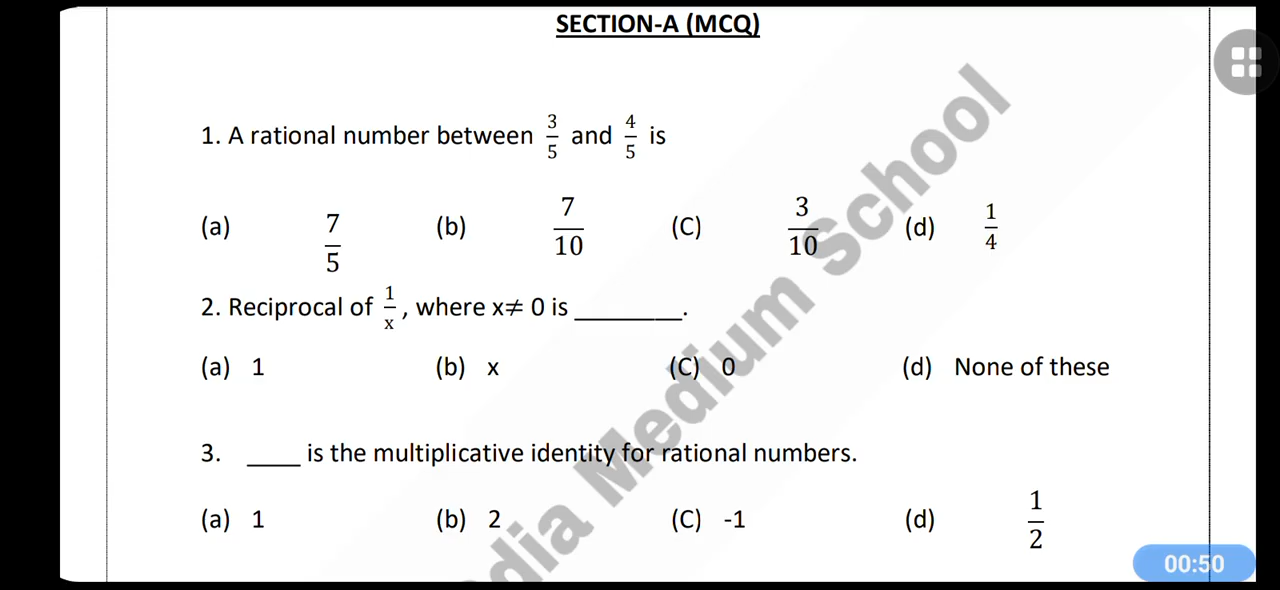 SECTION-A (MCQ)
1. A rational number between 3/5 and 4/5 is
(a) 7/5 (b) 7/10 (C) 3/10 (d) 1/4
2. Reciprocal of 1/x , where x≠ 0 is ________.
(a) 1 (b) x (C) 0 (d) None of these
3. ____ is the multiplicative identity for rational numbers.
(a) 1 (b) 2 (C) -1 (d) 1/2
dia Medium School
00:50